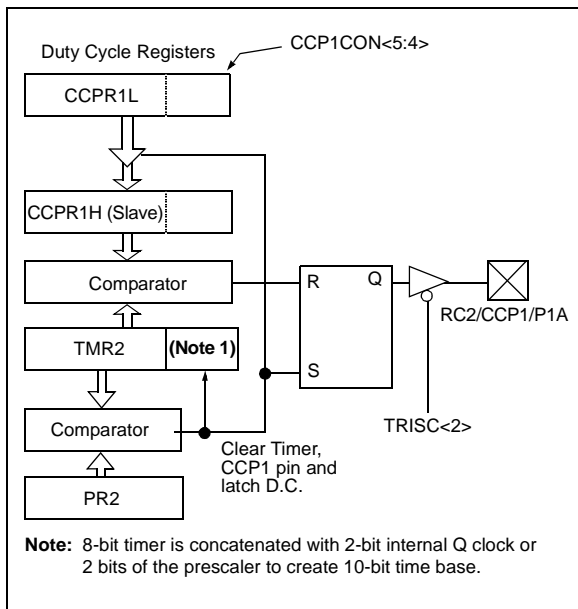 Duty Cycle Registers
CCP1CON<5:4>
CCPR1L
CCPR1H (Slave)
Comparator
R
Q
RC2/CCP1/P1A
TMR2
(Note 1)
S
TRISC<2>
Comparator
Clear Timer,
CCP1 pin and
latch D.C.
PR2
Note: 8-bit timer is concatenated with 2-bit internal Q clock or
2 bits of the prescaler to create 10-bit time base.